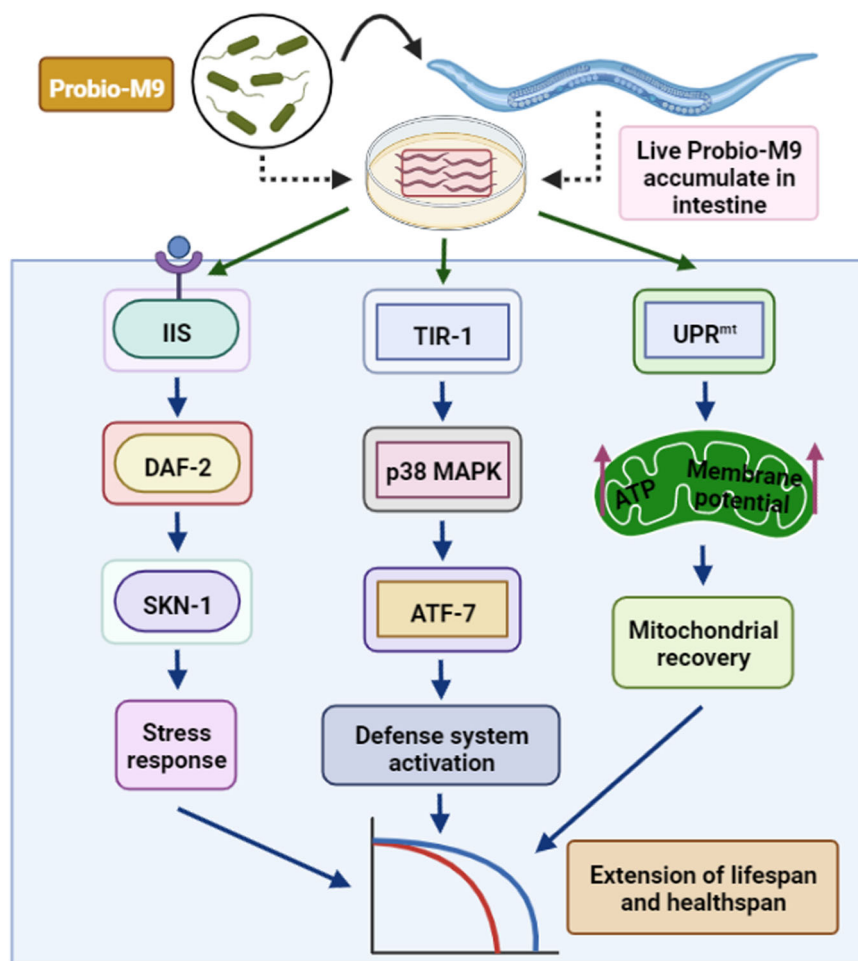 Probio-M9
Live Probio-M9
accumulate in
intestine
IIS
TIR-1
UPRᵐᵗ
DAF-2
p38 MAPK
ATP
Membrane
potential
SKN-1
ATF-7
Mitochondrial
recovery
Stress
response
Defense system
activation
Extension of lifespan
and healthspan